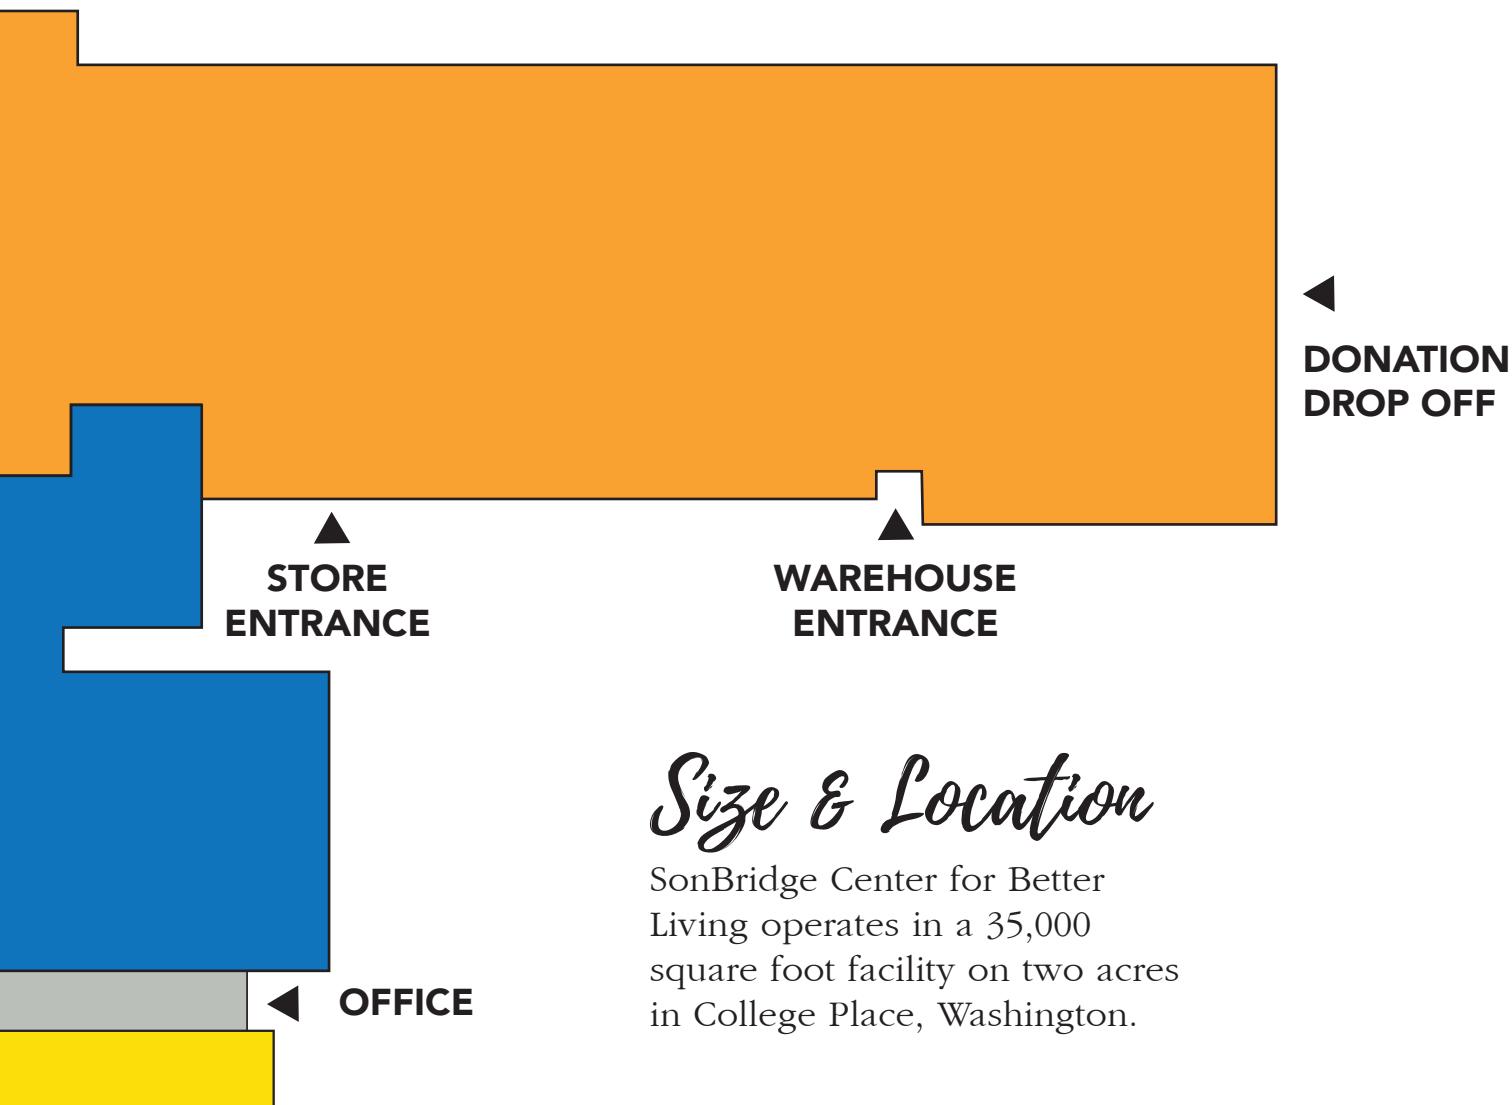 DONATION
DROP OFF
STORE
ENTRANCE
WAREHOUSE
ENTRANCE
Size & Location
SonBridge Center for Better
Living operates in a 35,000
square foot facility on two acres
in College Place, Washington.
OFFICE